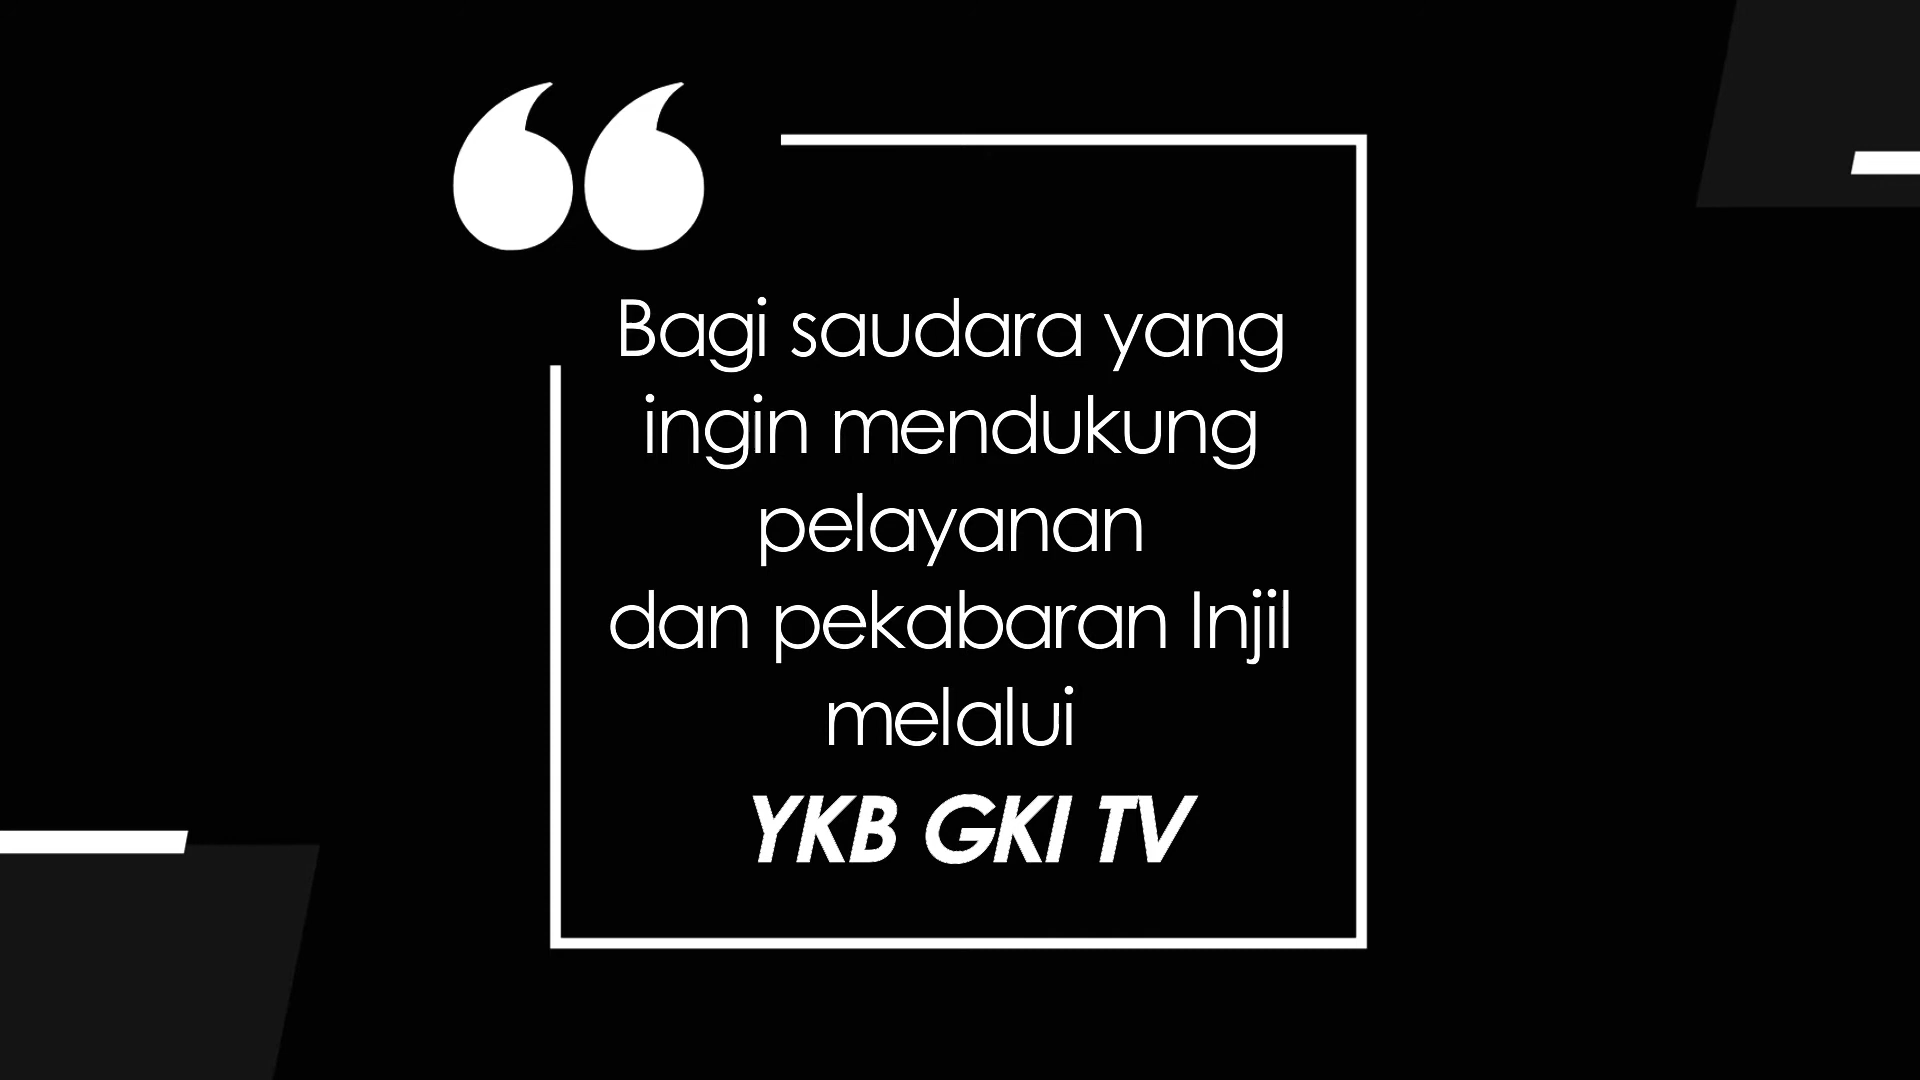 Bagi saudara yang
ingin mendukung
pelayanan
dan pekabaran Injil
melalui
YKB GKI TV